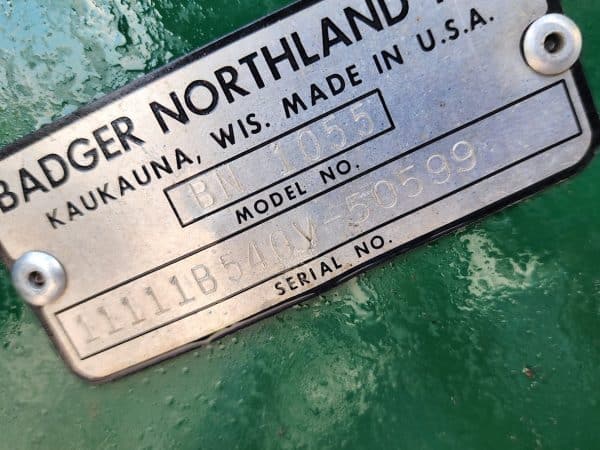 BADGER NORTHLAND
KAUKAUNA, WIS. MADE IN U.S.A.
BN 1055
MODEL NO.
11111B540V-50599
SERIAL NO.